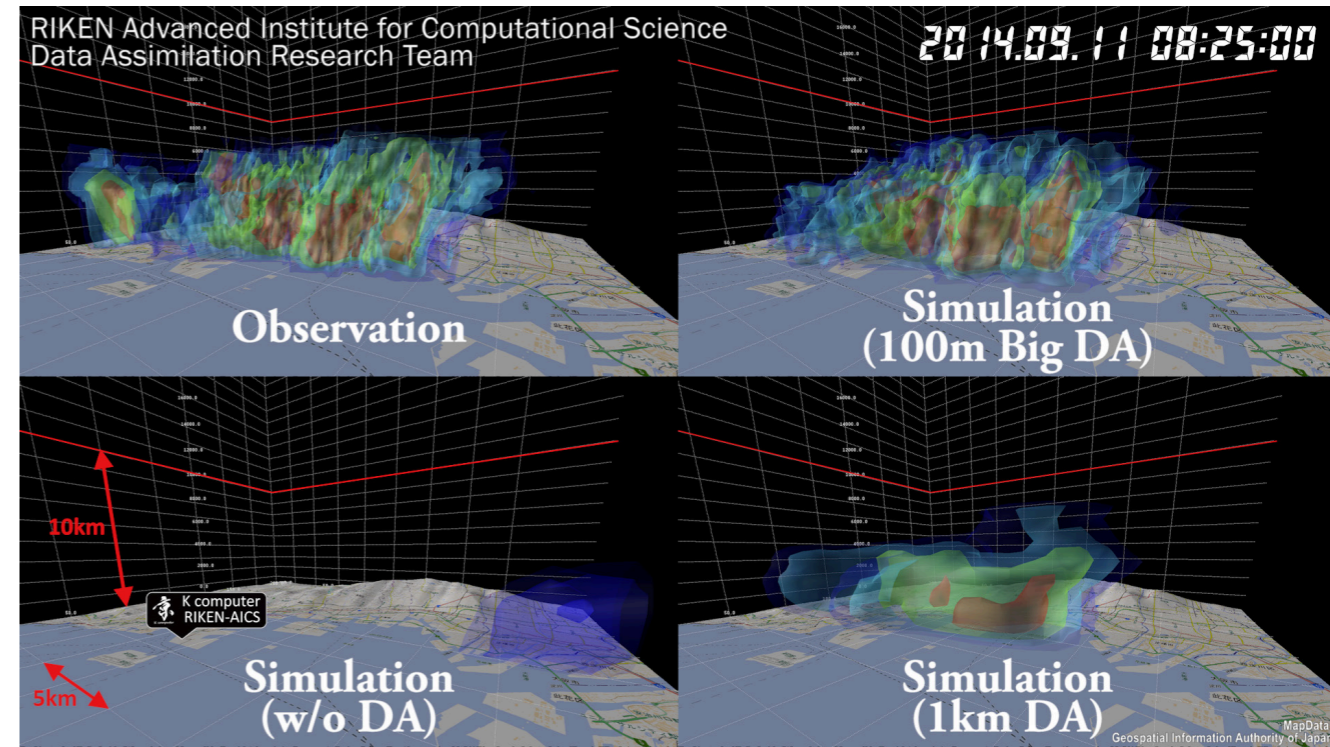 RIKEN Advanced Institute for Computational Science
Data Assimilation Research Team
2014.09.11 08:25:00
Observation
Simulation
(100m Big DA)
10km
K computer
RIKEN-AICS
5km
Simulation
(w/o DA)
Simulation
(1km DA)
MapData
Geospatial Information Authority of Japan